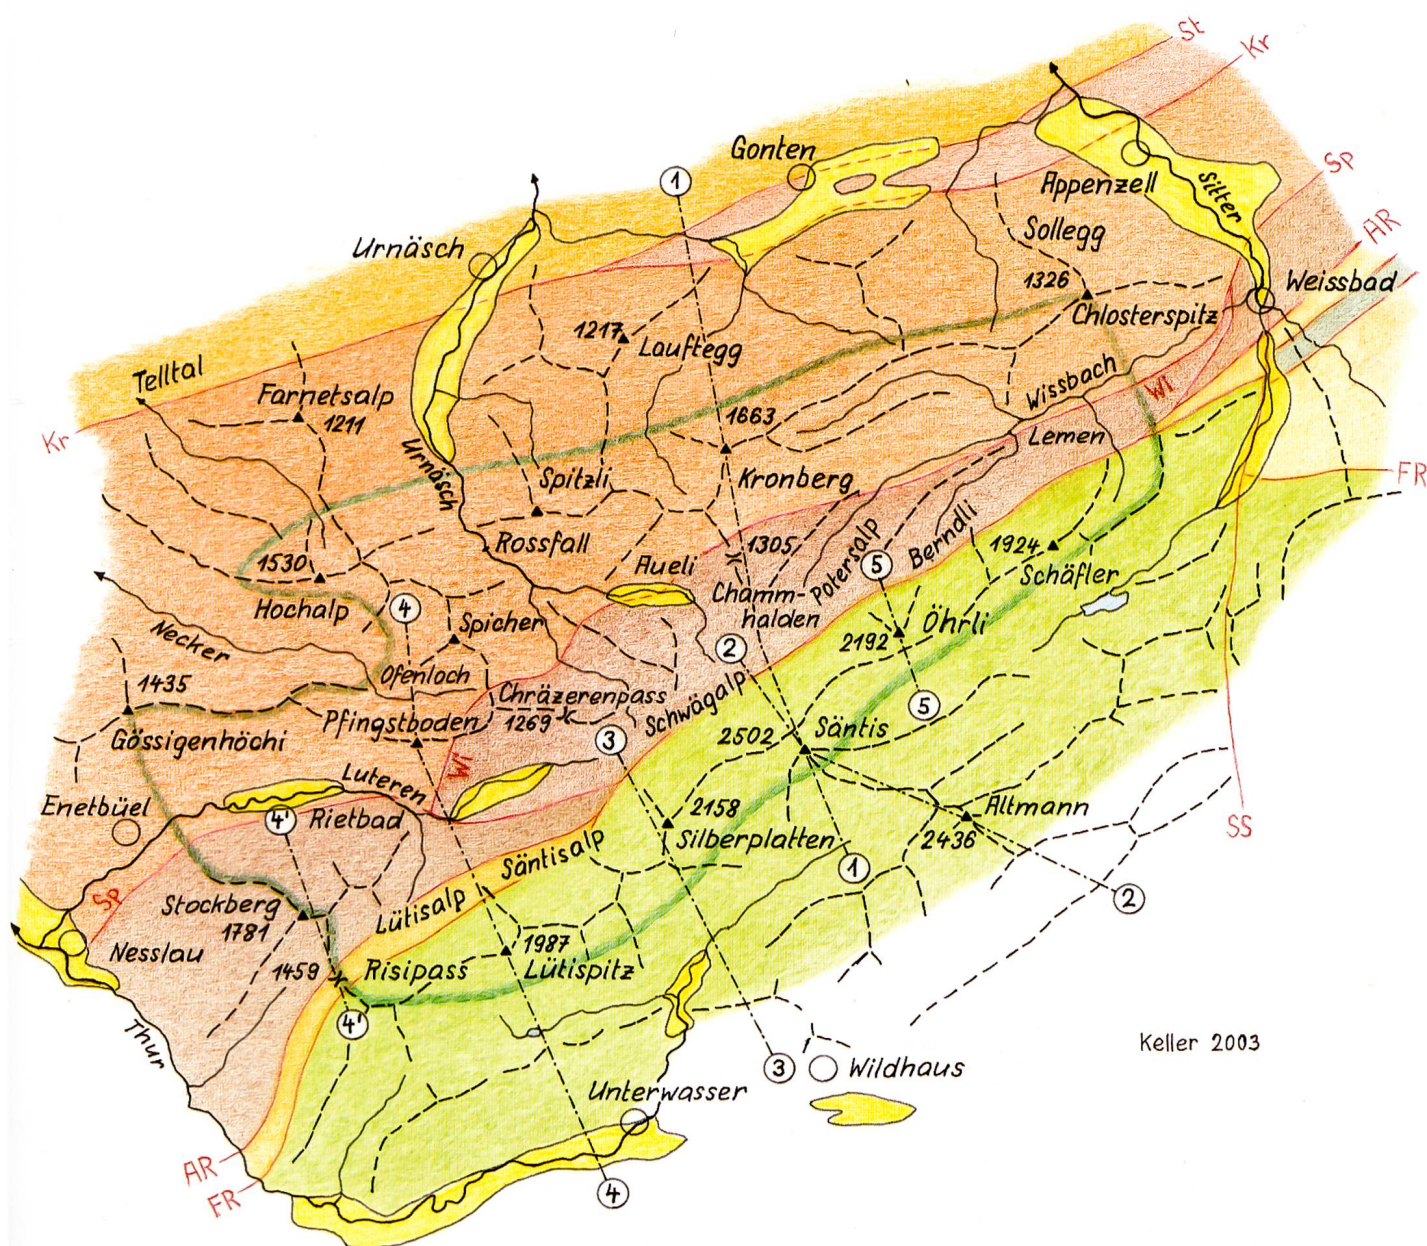 St
Kr
Gonten
1
Appenzell
Sitter
Sp
AR
Urnäsch
Sollegg
1326
Weissbad
Chlosterspitz
1217
Lauftegg
Telltal
Farnetsalp
1211
Kr
Wissbach
WI
1663
Lemen
Urnäsch
Spitzli
Kronberg
FR
Rossfall
1305
Potersalp
Berndli
1924
Schäfler
1530
Aueli
5
Hochalp
4
Chamm-
halden
Spicher
2192
Öhrli
Necker
2
Ofenloch
1435
Chräzerenpass
1269
Schwägalp
5
Pfingstboden
Gössigenhöchi
3
2502
Säntis
WI
Luteren
Enetbüel
4'
Rietbad
2158
Silberplatten
Altmann
2436
SS
Säntisalp
1
2
Sp
Stockberg
1781
Lütisalp
Nesslau
1987
Lütispitz
1459
Risipass
4'
Thur
Keller 2003
3
Wildhaus
Unterwasser
AR
FR
4